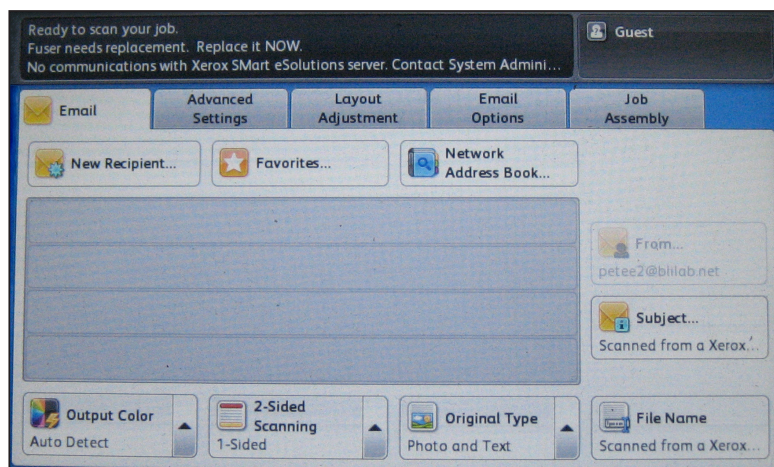 Ready to scan your job.
Fuser needs replacement. Replace it NOW.
No communications with Xerox SMart eSolutions server. Contact System Admini...
Guest
Email
Advanced
Settings
Layout
Adjustment
Email
Options
Job
Assembly
New Recipient...
Favorites...
Network
Address Book...
From...
petee2@blilab.net
Subject...
Scanned from a Xerox...
Output Color
Auto Detect
2-Sided
Scanning
1-Sided
Original Type
Photo and Text
File Name
Scanned from a Xerox...